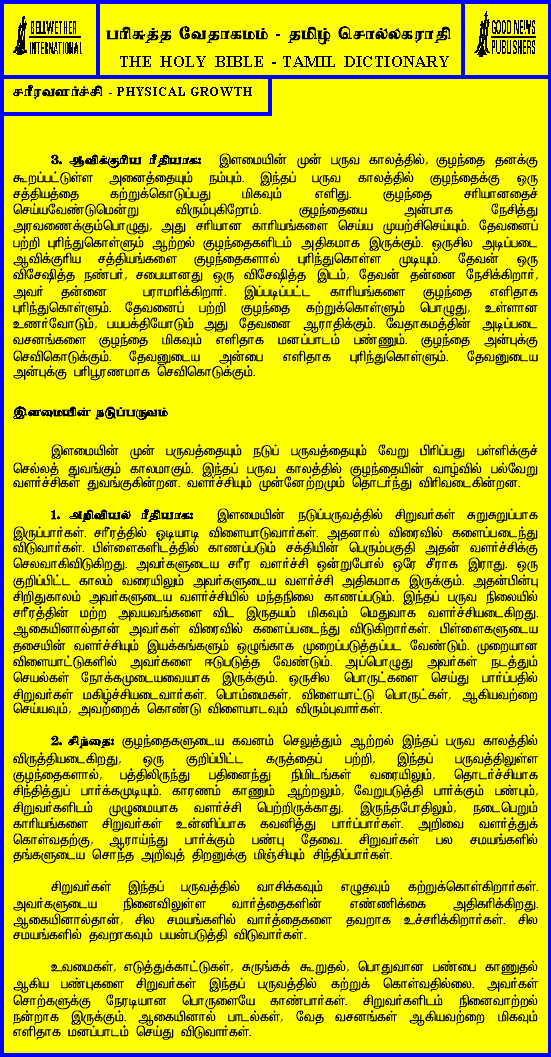 BELLWETHER
INTERNATIONAL
பரிசுத்த வேதாகமம் - தமிழ் சொல்லகராதி
THE HOLY BIBLE - TAMIL DICTIONARY
GOOD NEWS
PUBLISHERS
சரீரவளர்ச்சி - PHYSICAL GROWTH
3. ஆவிக்குரிய ரீதியாக: இளமையின் முன் பருவ காலத்தில், குழந்தை தனக்கு
கூறப்பட்டுள்ள அனைத்தையும் நம்பும். இந்தப் பருவ காலத்தில் குழந்தைக்கு ஒரு
சத்தியத்தை கற்றுக்கொடுப்பது மிகவும் எளிது. குழந்தை சரியானதைச்
செய்யவேண்டுமென்று விரும்புகிறோம். குழந்தையை அன்பாக நேசித்து
அரவணைக்கும்பொழுது, அது சரியான காரியங்களை செய்ய முயற்சிசெய்யும். தேவனைப்
பற்றி புரிந்துகொள்ளும் ஆற்றல் குழந்தைகளிடம் அதிகமாக இருக்கும். ஒருசில அடிப்படை
ஆவிக்குரிய சத்தியங்களை குழந்தைகளால் புரிந்துகொள்ள முடியும். தேவன் ஒரு
விசேஷித்த நண்பர், சபையானது ஒரு விசேஷித்த இடம், தேவன் தன்னை நேசிக்கிறார்,
அவர் தன்னை பராமரிக்கிறார். இப்படிப்பட்ட காரியங்களை குழந்தை எளிதாக
புரிந்துகொள்ளும். தேவனைப் பற்றி குழந்தை கற்றுக்கொள்ளும் பொழுது, உள்ளான
உணர்வோடும், பயபக்தியோடும் அது தேவனை ஆராதிக்கும். வேதாகமத்தின் அடிப்படை
வசனங்களை குழந்தை மிகவும் எளிதாக மனப்பாடம் பண்ணும். குழந்தை அன்புக்கு
செவிகொடுக்கும். தேவனுடைய அன்பை எளிதாக புரிந்துகொள்ளும். தேவனுடைய
அன்புக்கு பரிபூரணமாக செவிகொடுக்கும்.
இளமையின் நடுப்பருவம்
இளமையின் முன் பருவத்தையும் நடுப் பருவத்தையும் வேறு பிரிப்பது பள்ளிக்குச்
செல்லத் துவங்கும் காலமாகும். இந்தப் பருவ காலத்தில் குழந்தையின் வாழ்வில் பல்வேறு
வளர்ச்சிகள் துவங்குகின்றன. வளர்ச்சியும் முன்னேற்றமும் தொடர்ந்து விரிவடைகின்றன.
1. அறிவியல் ரீதியாக: இளமையின் நடுப்பருவத்தில் சிறுவர்கள் சுறுசுறுப்பாக
இருப்பார்கள். சரீரத்தில் ஓடியாடி விளையாடுவார்கள். அதனால் விரைவில் களைப்படைந்து
விடுவார்கள். பிள்ளைகளிடத்தில் காணப்படும் சக்தியின் பெரும்பகுதி அதன் வளர்ச்சிக்கு
செலவாகிவிடுகிறது. அவர்களுடைய சரீர வளர்ச்சி ஒன்றுபோல் ஒரே சீராக இராது. ஒரு
குறிப்பிட்ட காலம் வரையிலும் அவர்களுடைய வளர்ச்சி அதிகமாக இருக்கும். அதன்பின்பு
சிறிதுகாலம் அவர்களுடைய வளர்ச்சியில் மந்தநிலை காணப்படும். இந்தப் பருவ நிலையில்
சரீரத்தின் மற்ற அவயவங்களை விட இருதயம் மிகவும் மெதுவாக வளர்ச்சியடைகிறது.
ஆகையினால்தான் அவர்கள் விரைவில் களைப்படைந்து விடுகிறார்கள். பிள்ளைகளுடைய
தசையின் வளர்ச்சியும் இயக்கங்களும் ஒழுங்காக முறைப்படுத்தப்பட வேண்டும். முறையான
விளையாட்டுகளில் அவர்களை ஈடுபடுத்த வேண்டும். அப்பொழுது அவர்கள் நடத்தும்
செயல்கள் நோக்கமுடையவையாக இருக்கும். ஒருசில பொருட்களை செய்து பார்ப்பதில்
சிறுவர்கள் மகிழ்ச்சியடைவார்கள். பொம்மைகள், விளையாட்டு பொருட்கள், ஆகியவற்றை
செய்யவும், அவற்றைக் கொண்டு விளையாடவும் விரும்புவார்கள்.
2. சிந்தை: குழந்தைகளுடைய கவனம் செலுத்தும் ஆற்றல் இந்தப் பருவ காலத்தில்
விருத்தியடைகிறது, ஒரு குறிப்பிட்ட கருத்தைப் பற்றி, இந்தப் பருவத்திலுள்ள
குழந்தைகளால், பத்திலிருந்து பதினைந்து நிமிடங்கள் வரையிலும், தொடர்ச்சியாக
சிந்தித்துப் பார்க்கமுடியும். காரணம் காணும் ஆற்றலும், வேறுபடுத்தி பார்க்கும் பண்பும்,
சிறுவர்களிடம் முழுமையாக வளர்ச்சி பெற்றிருக்காது. இருந்தபோதிலும், நடைபெறும்
காரியங்களை சிறுவர்கள் உன்னிப்பாக கவனித்து பார்ப்பார்கள். அறிவை வளர்த்துக்
கொள்வதற்கு, ஆராய்ந்து பார்க்கும் பண்பு தேவை. சிறுவர்கள் பல சமயங்களில்
தங்களுடைய சொந்த அறிவுத் திறனுக்கு மிஞ்சியும் சிந்திப்பார்கள்.
சிறுவர்கள் இந்தப் பருவத்தில் வாசிக்கவும் எழுதவும் கற்றுக்கொள்கிறார்கள்.
அவர்களுடைய நினைவிலுள்ள வார்த்தைகளின் எண்ணிக்கை அதிகரிக்கிறது.
ஆகையினால்தான், சில சமயங்களில் வார்த்தைகளை தவறாக உச்சரிக்கிறார்கள். சில
சமயங்களில் தவறாகவும் பயன்படுத்தி விடுவார்கள்.
உவமைகள், எடுத்துக்காட்டுகள், சுருங்கக் கூறுதல், பொதுவான பண்பை காணுதல்
ஆகிய பண்புகளை சிறுவர்கள் இந்தப் பருவத்தில் கற்றுக் கொள்வதில்லை. அவர்கள்
சொற்களுக்கு நேரடியான பொருளையே காண்பார்கள். சிறுவர்களிடம் நினைவாற்றல்
நன்றாக இருக்கும். ஆகையினால் பாடல்கள், வேத வசனங்கள் ஆகியவற்றை மிகவும்
எளிதாக மனப்பாடம் செய்து விடுவார்கள்.